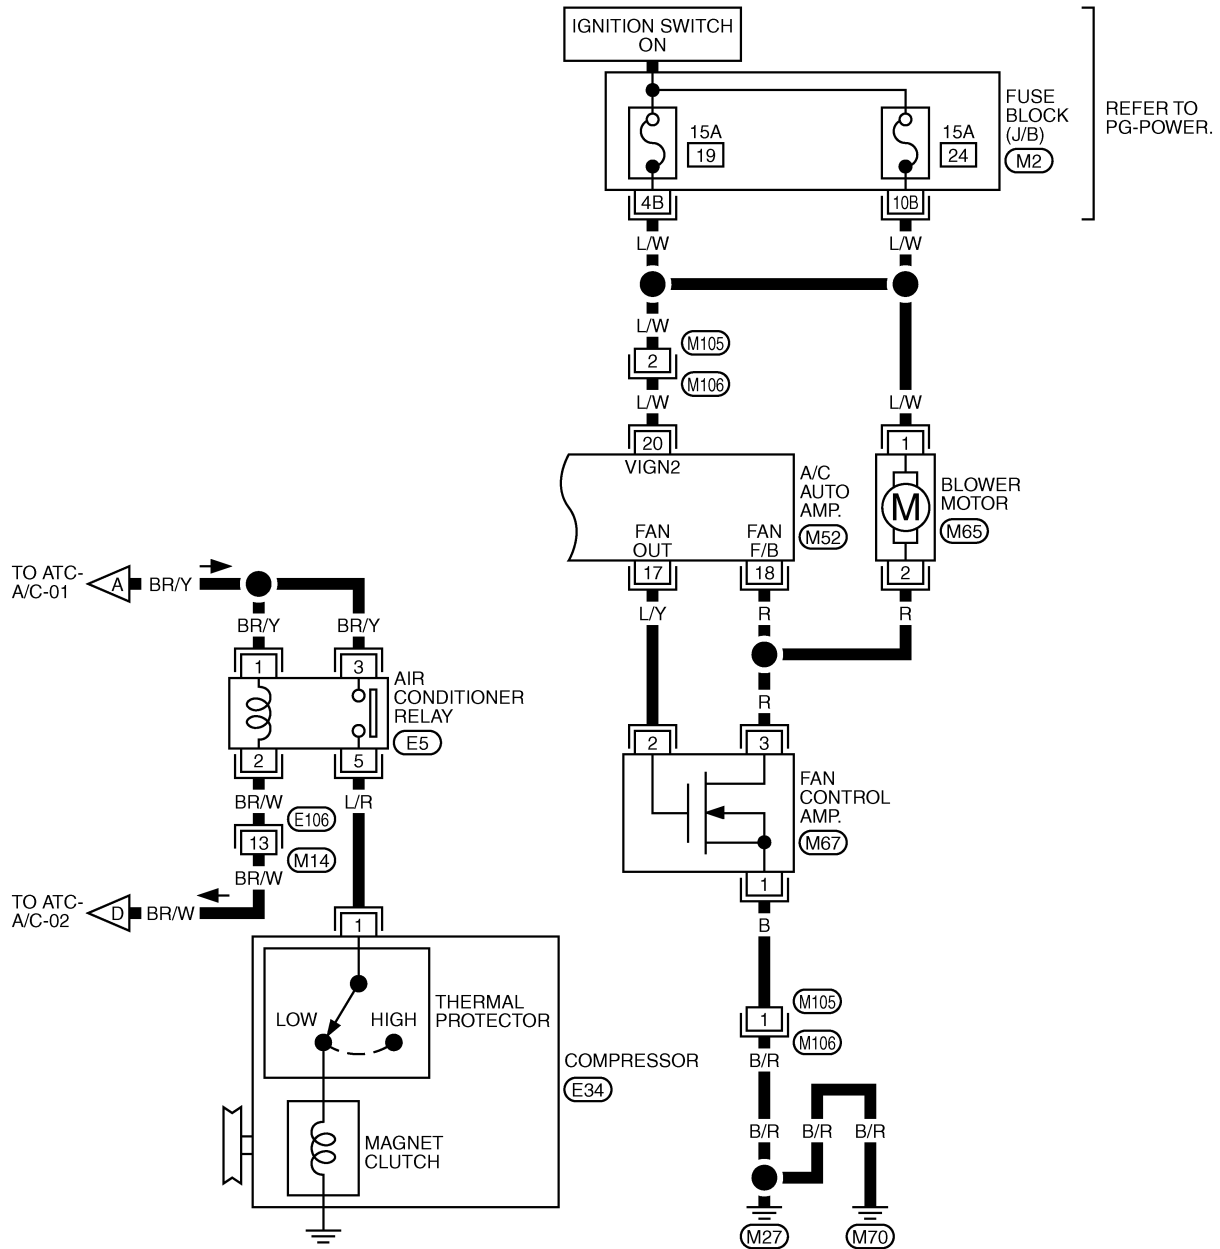 IGNITION SWITCH
ON
FUSE
BLOCK
(J/B)
M2
REFER TO
PG-POWER.
15A
19
15A
24
4B
10B
L/W
L/W
L/W
M105
2
M106
L/W
L/W
20
1
VIGN2
A/C
AUTO
AMP.
M52
M
BLOWER
MOTOR
M65
FAN
OUT
FAN
F/B
17
18
2
L/Y
R
R
R
TO ATC-
A/C-01
A
BR/Y
BR/Y
BR/Y
1
3
AIR
CONDITIONER
RELAY
E5
2
5
BR/W
L/R
E106
13
M14
BR/W
TO ATC-
A/C-02
D
BR/W
2
3
FAN
CONTROL
AMP.
M67
1
B
M105
1
M106
B/R
B/R
B/R
B/R
M27
M70
1
LOW
HIGH
THERMAL
PROTECTOR
COMPRESSOR
E34
MAGNET
CLUTCH